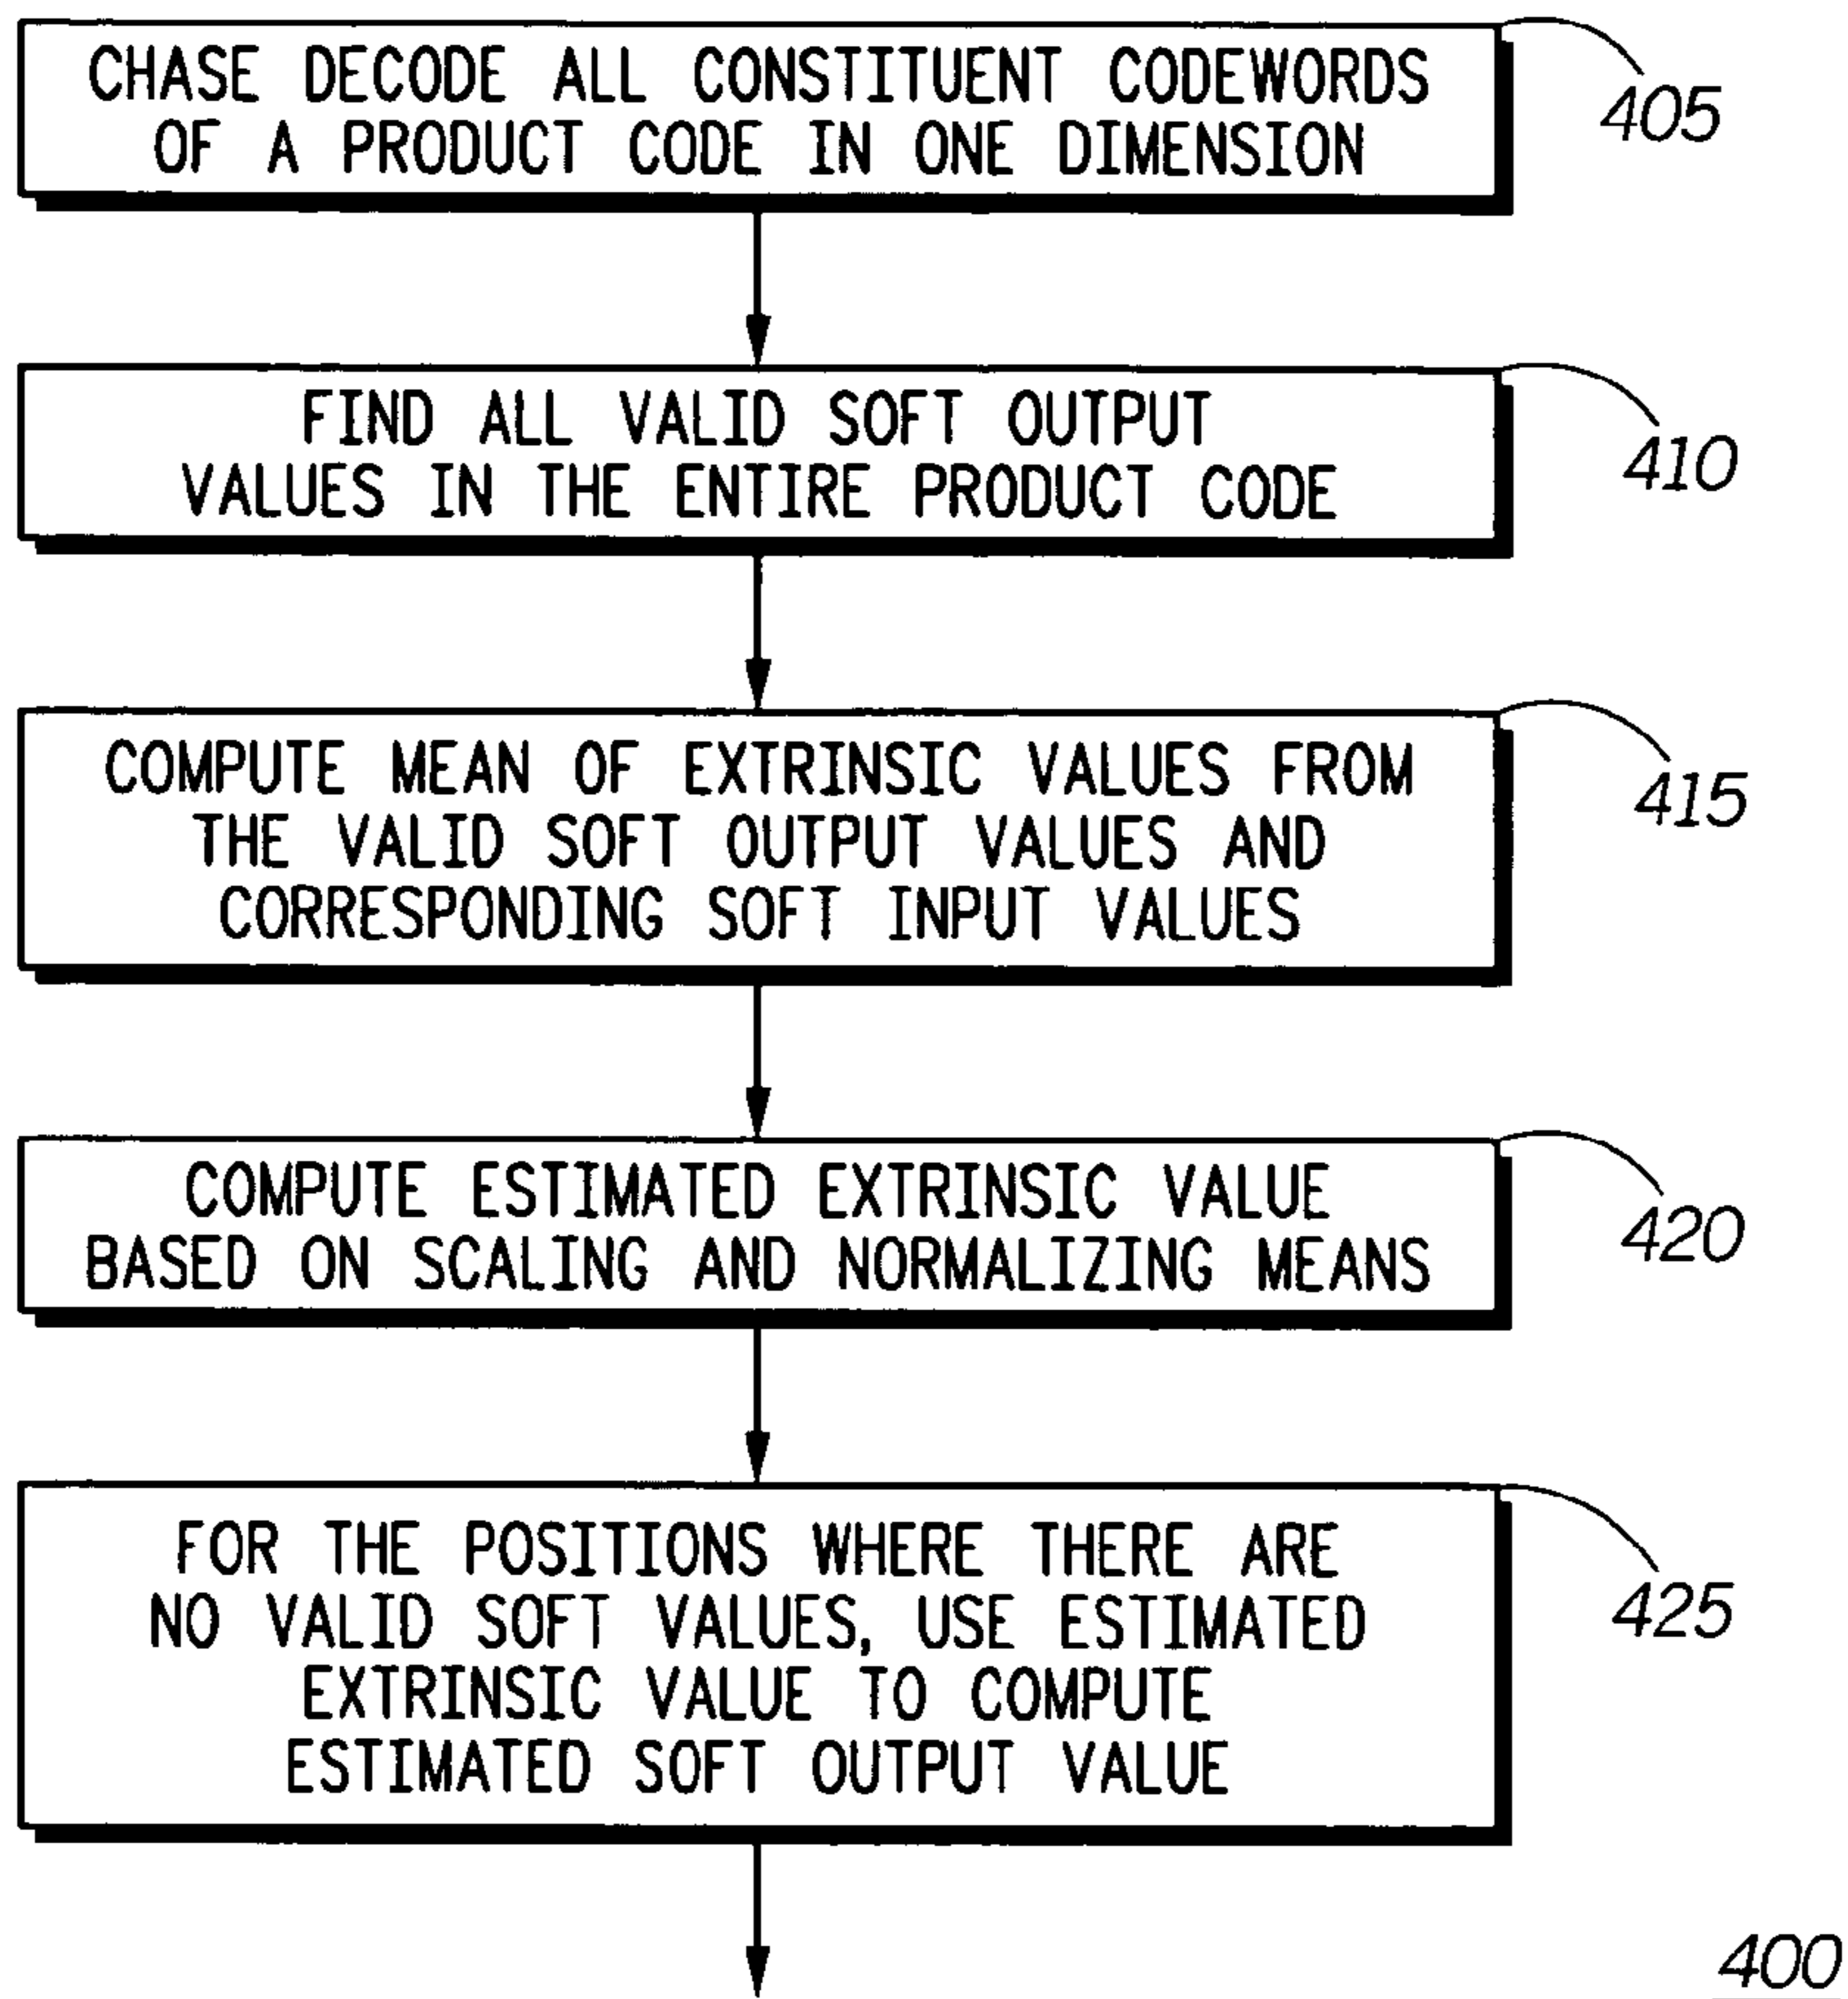 CHASE DECODE ALL CONSTITUENT CODEWORDS
OF A PRODUCT CODE IN ONE DIMENSION
405
FIND ALL VALID SOFT OUTPUT
VALUES IN THE ENTIRE PRODUCT CODE
410
COMPUTE MEAN OF EXTRINSIC VALUES FROM
THE VALID SOFT OUTPUT VALUES AND
CORRESPONDING SOFT INPUT VALUES
415
COMPUTE ESTIMATED EXTRINSIC VALUE
BASED ON SCALING AND NORMALIZING MEANS
420
FOR THE POSITIONS WHERE THERE ARE
NO VALID SOFT VALUES, USE ESTIMATED
EXTRINSIC VALUE TO COMPUTE
ESTIMATED SOFT OUTPUT VALUE
425
400